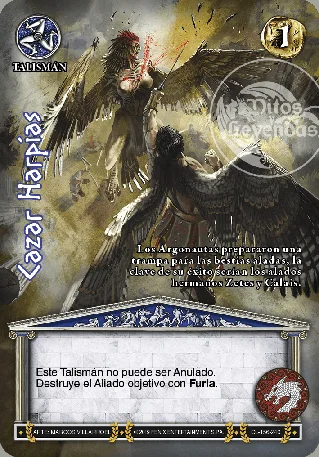 1
TALISMÁN
Mitos
Leyendas
Cazar Harpías
Los Argonautas prepararon una
trampa para las bestias aladas, la
clave de su éxito serían los alados
hermanos Zetes y Calais.
Este Talismán no puede ser Anulado.
Destruye el Aliado objetivo con Furia.